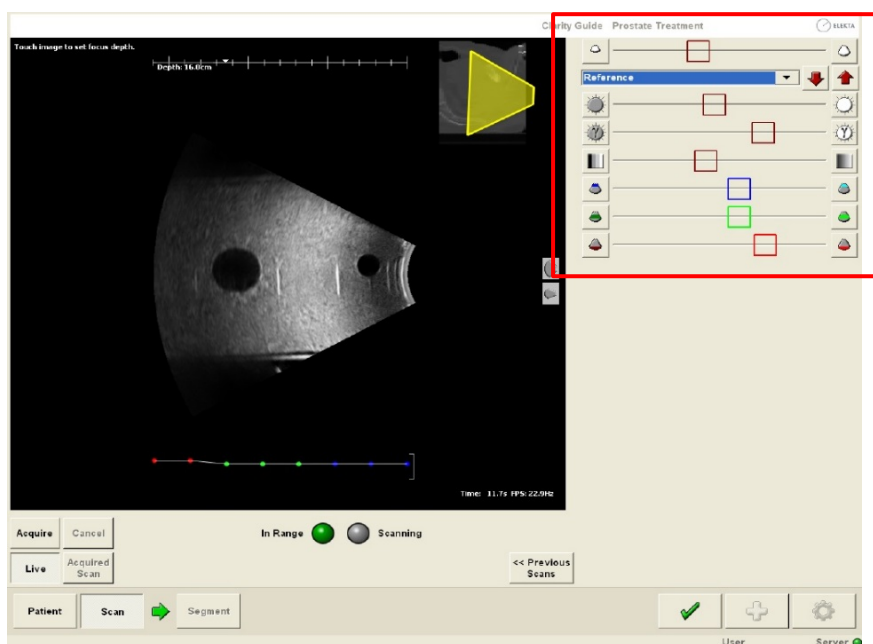 Clarity Guide Prostate Treatment
ELEKTA
Touch image to set focus depth.
Depth: 16.0cm
Reference
Y
Y
Time: 11.7s FPS: 22.9Hz
Acquire
Cancel
In Range
Scanning
Live
Acquired
Scan
<< Previous
Scans
Patient
Scan
Segment
User
Server